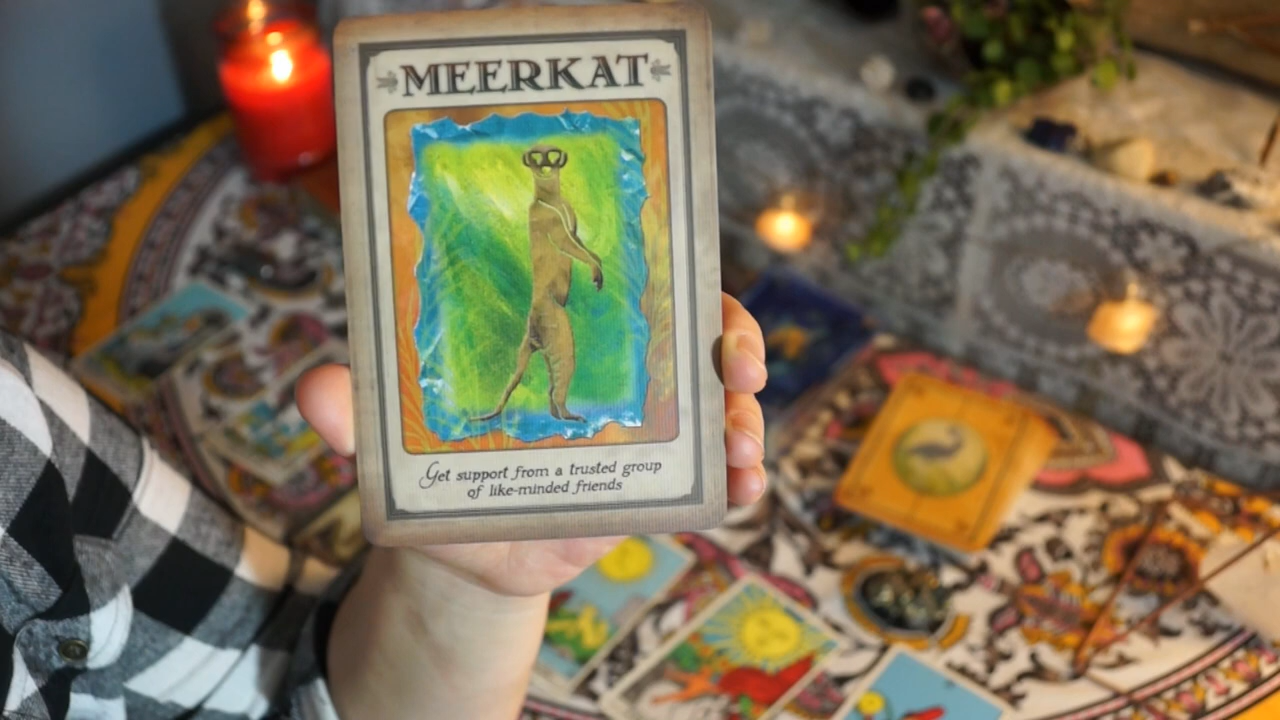 MEERKAT
Get support from a trusted group
of like-minded friends